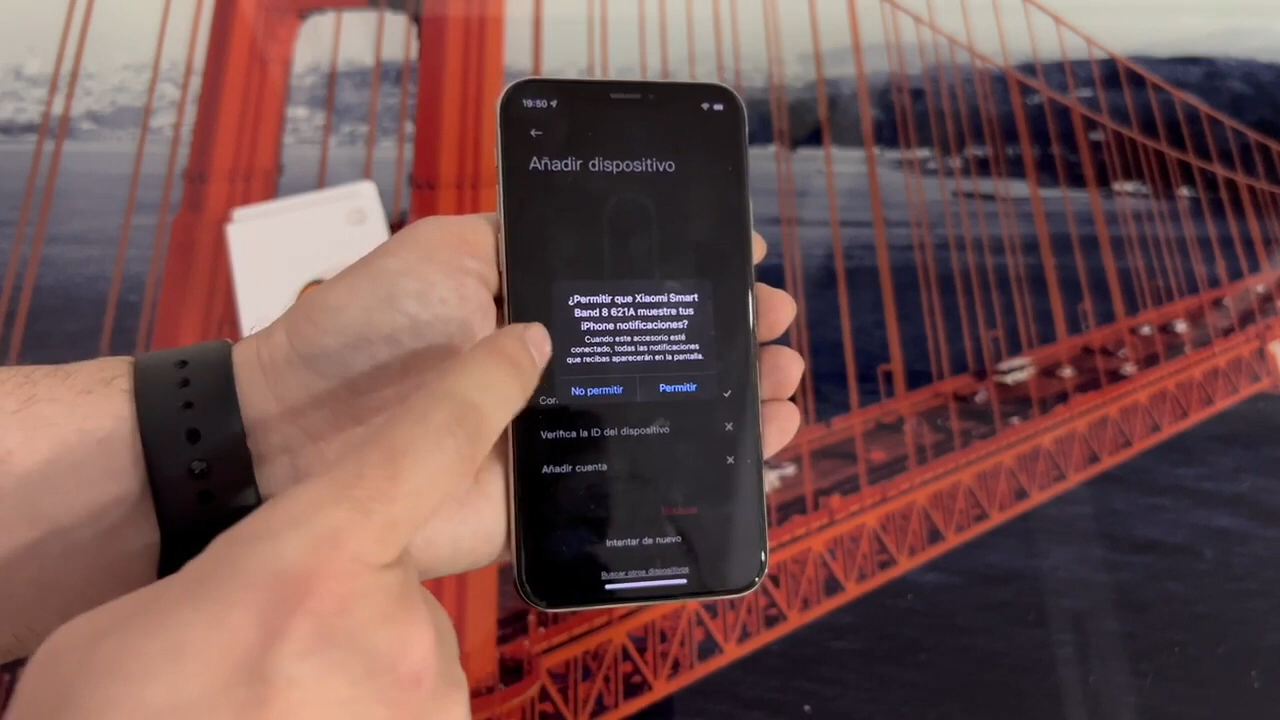 19:50
Añadir dispositivo
¿Permitir que Xiaomi Smart
Band 8 621A muestre tus
iPhone notificaciones?
Cuando este accesorio esté
conectado, todas las notificaciones
que recibas aparecerán en la pantalla.
No permitir
Permitir
Verifica la ID del dispositivo
Añadir cuenta
Intentar de nuevo
Buscar otros dispositivos